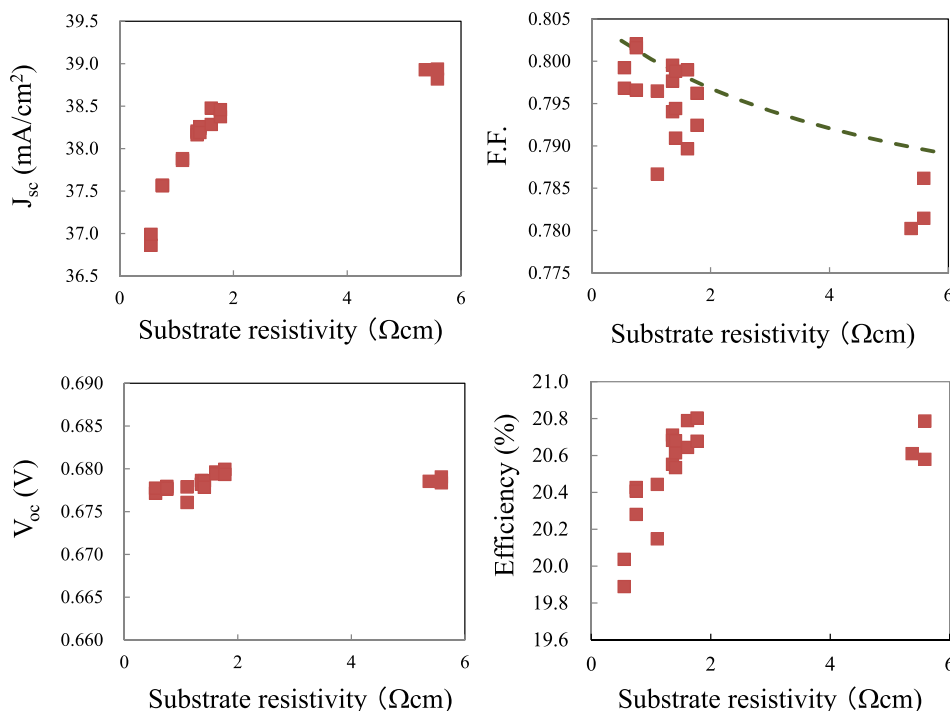 39.5
39.0
38.5
38.0
37.5
37.0
36.5
J_sc (mA/cm²)
0 2 4 6
Substrate resistivity (Ωcm)
0.805
0.800
0.795
0.790
0.785
0.780
0.775
F.F.
0 2 4 6
Substrate resistivity (Ωcm)
0.690
0.685
0.680
0.675
0.670
0.665
0.660
V_oc (V)
0 2 4 6
Substrate resistivity (Ωcm)
21.0
20.8
20.6
20.4
20.2
20.0
19.8
19.6
Efficiency (%)
0 2 4 6
Substrate resistivity (Ωcm)